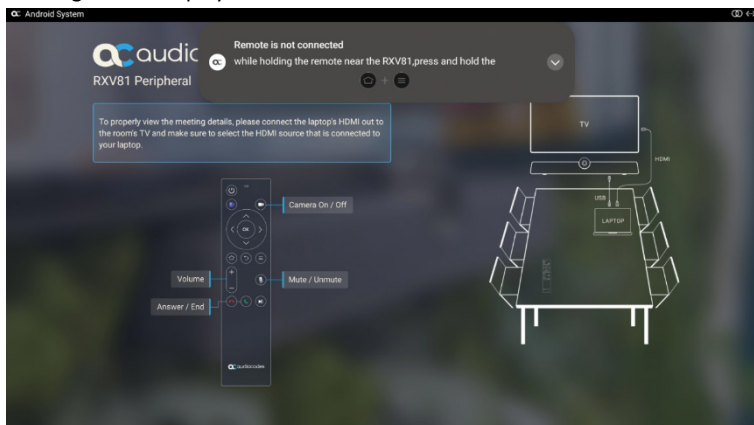 Android System
Remote is not connected
while holding the remote near the RXV81,press and hold the
+
audioc
RXV81 Peripheral
To properly view the meeting details, please connect the laptop's HDMI out to
the room's TV and make sure to select the HDMI source that is connected to
your laptop.
TV
HDMI
USB
LAPTOP
Camera On / Off
OK
Volume
+
−
Mute / Unmute
Answer / End
audiocodes